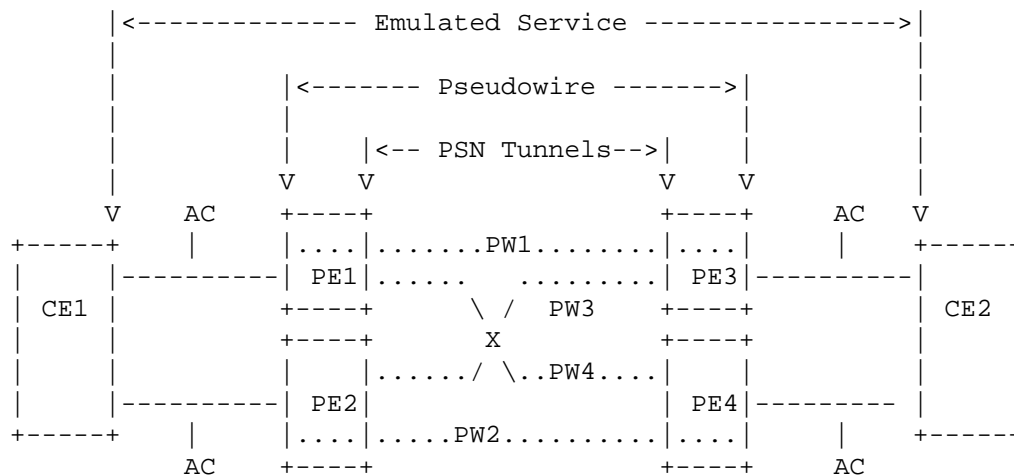 |<-------------- Emulated Service ---------------->|
|<------- Pseudowire ------->|
|<-- PSN Tunnels-->|
V V V V
V AC +----+ +----+ AC V
+-----+ | |....|.......PW1........|....| | +-----
| |----------| PE1|...... .........| PE3|----------| |
| CE1 | +----+ \ / PW3 +----+ | CE2
| | +----+ X +----+ | |
| | | |....../ \..PW4....| | | |
| |----------| PE2| | PE4|--------- | |
+-----+ | |....|.....PW2..........|....| | +-----
AC +----+ +----+ AC